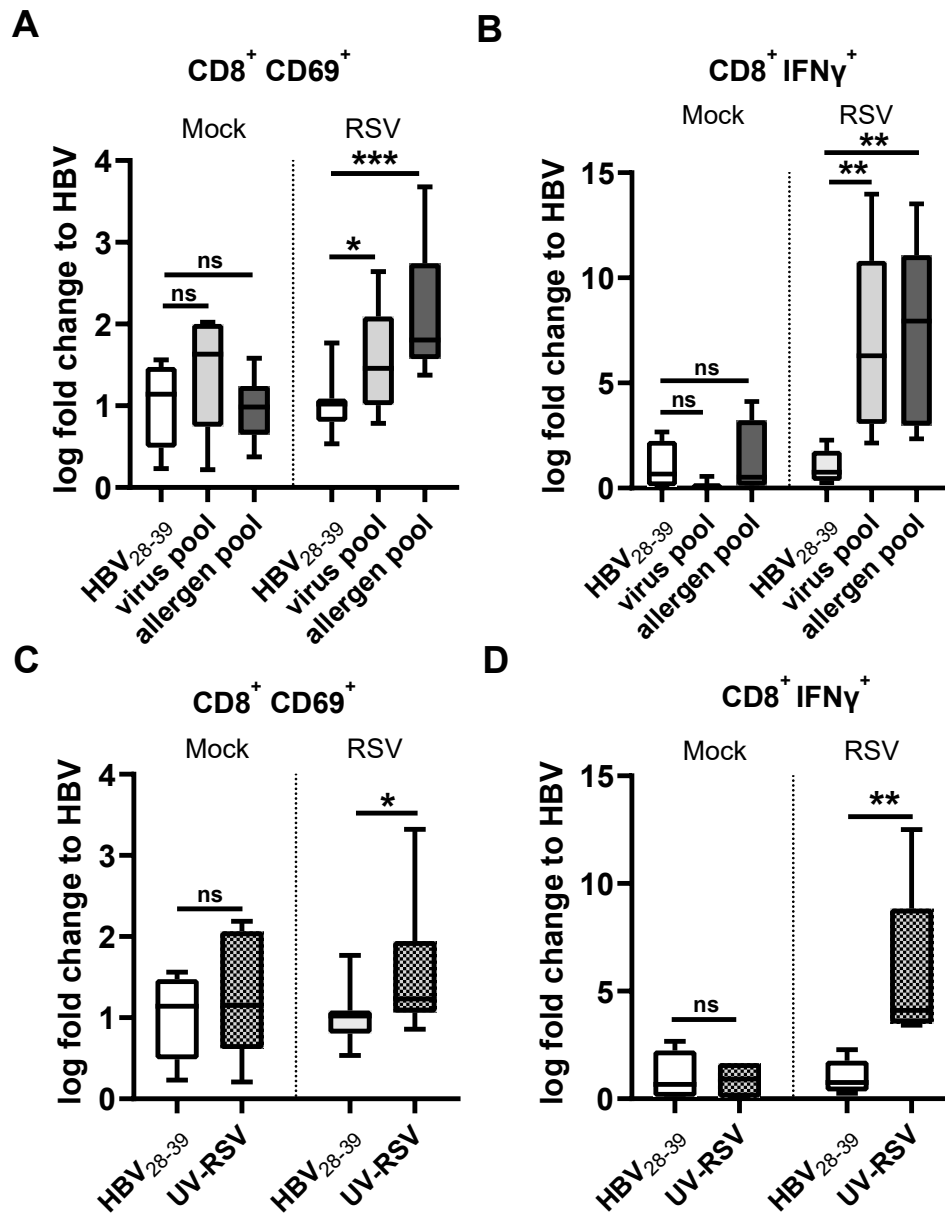 A
CD8⁺ CD69⁺
Mock RSV
log fold change to HBV
4
3
2
1
0
ns
ns
*
***
HBV₂₈₋₃₉
virus pool
allergen pool
HBV₂₈₋₃₉
virus pool
allergen pool
B
CD8⁺ IFNγ⁺
Mock RSV
log fold change to HBV
15
10
5
0
ns
ns
**
**
HBV₂₈₋₃₉
virus pool
allergen pool
HBV₂₈₋₃₉
virus pool
allergen pool
C
CD8⁺ CD69⁺
Mock RSV
log fold change to HBV
4
3
2
1
0
ns
*
HBV₂₈₋₃₉
UV-RSV
HBV₂₈₋₃₉
UV-RSV
D
CD8⁺ IFNγ⁺
Mock RSV
log fold change to HBV
15
10
5
0
ns
**
HBV₂₈₋₃₉
UV-RSV
HBV₂₈₋₃₉
UV-RSV